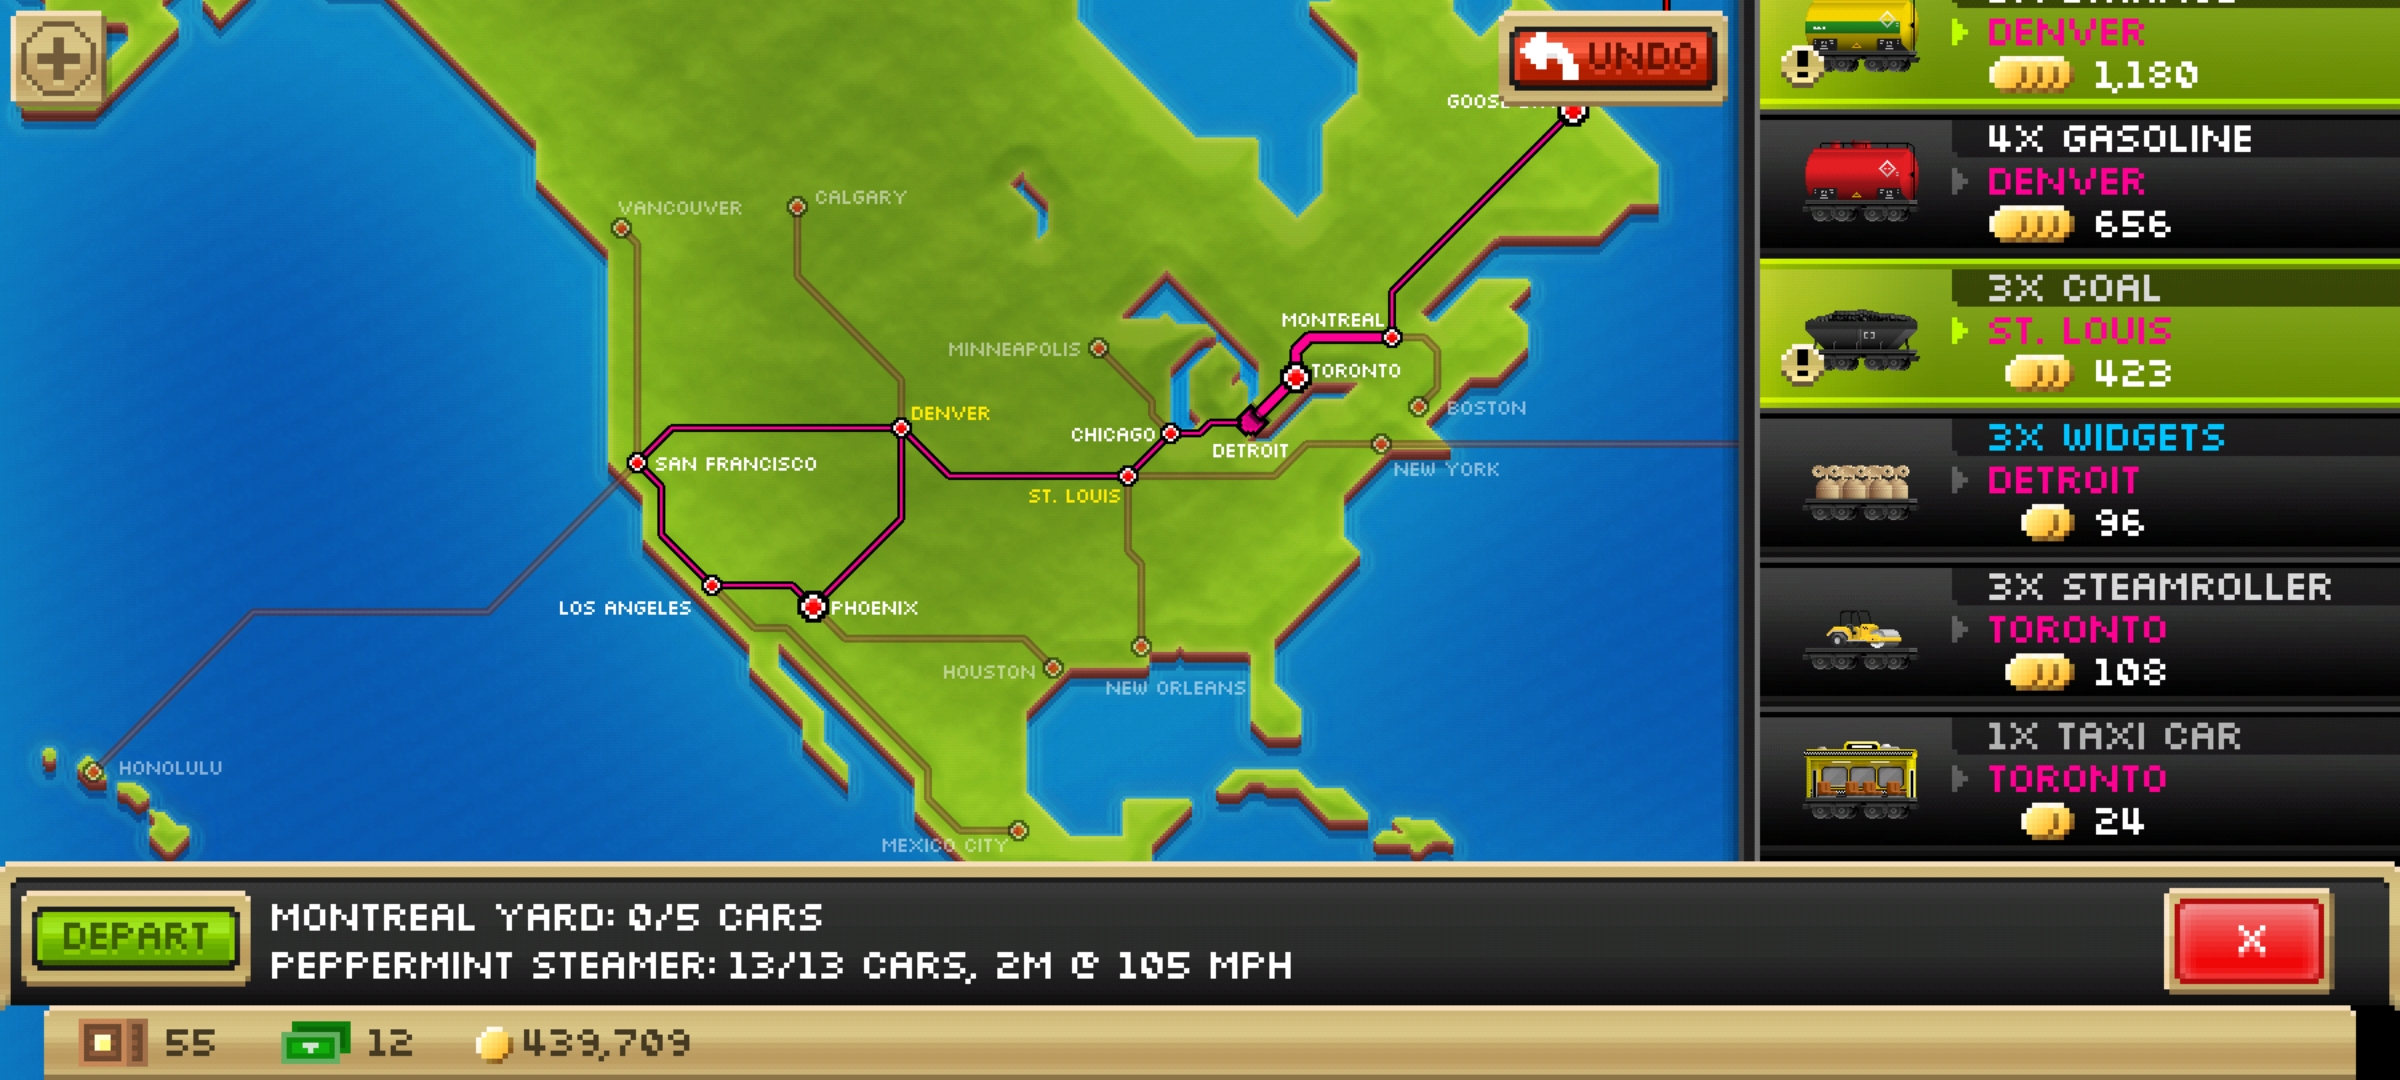 UNDO
DENVER
1,180
GOOSE
4X GASOLINE
DENVER
656
VANCOUVER
CALGARY
3X COAL
ST. LOUIS
423
MONTREAL
MINNEAPOLIS
TORONTO
DENVER
BOSTON
CHICAGO
DETROIT
SAN FRANCISCO
NEW YORK
ST. LOUIS
3X WIDGETS
DETROIT
96
LOS ANGELES
PHOENIX
3X STEAMROLLER
TORONTO
108
HOUSTON
NEW ORLEANS
HONOLULU
1X TAXI CAR
TORONTO
24
MEXICO CITY
DEPART
MONTREAL YARD: 0/5 CARS
PEPPERMINT STEAMER: 13/13 CARS, 2M @ 105 MPH
X
55
12
439,709